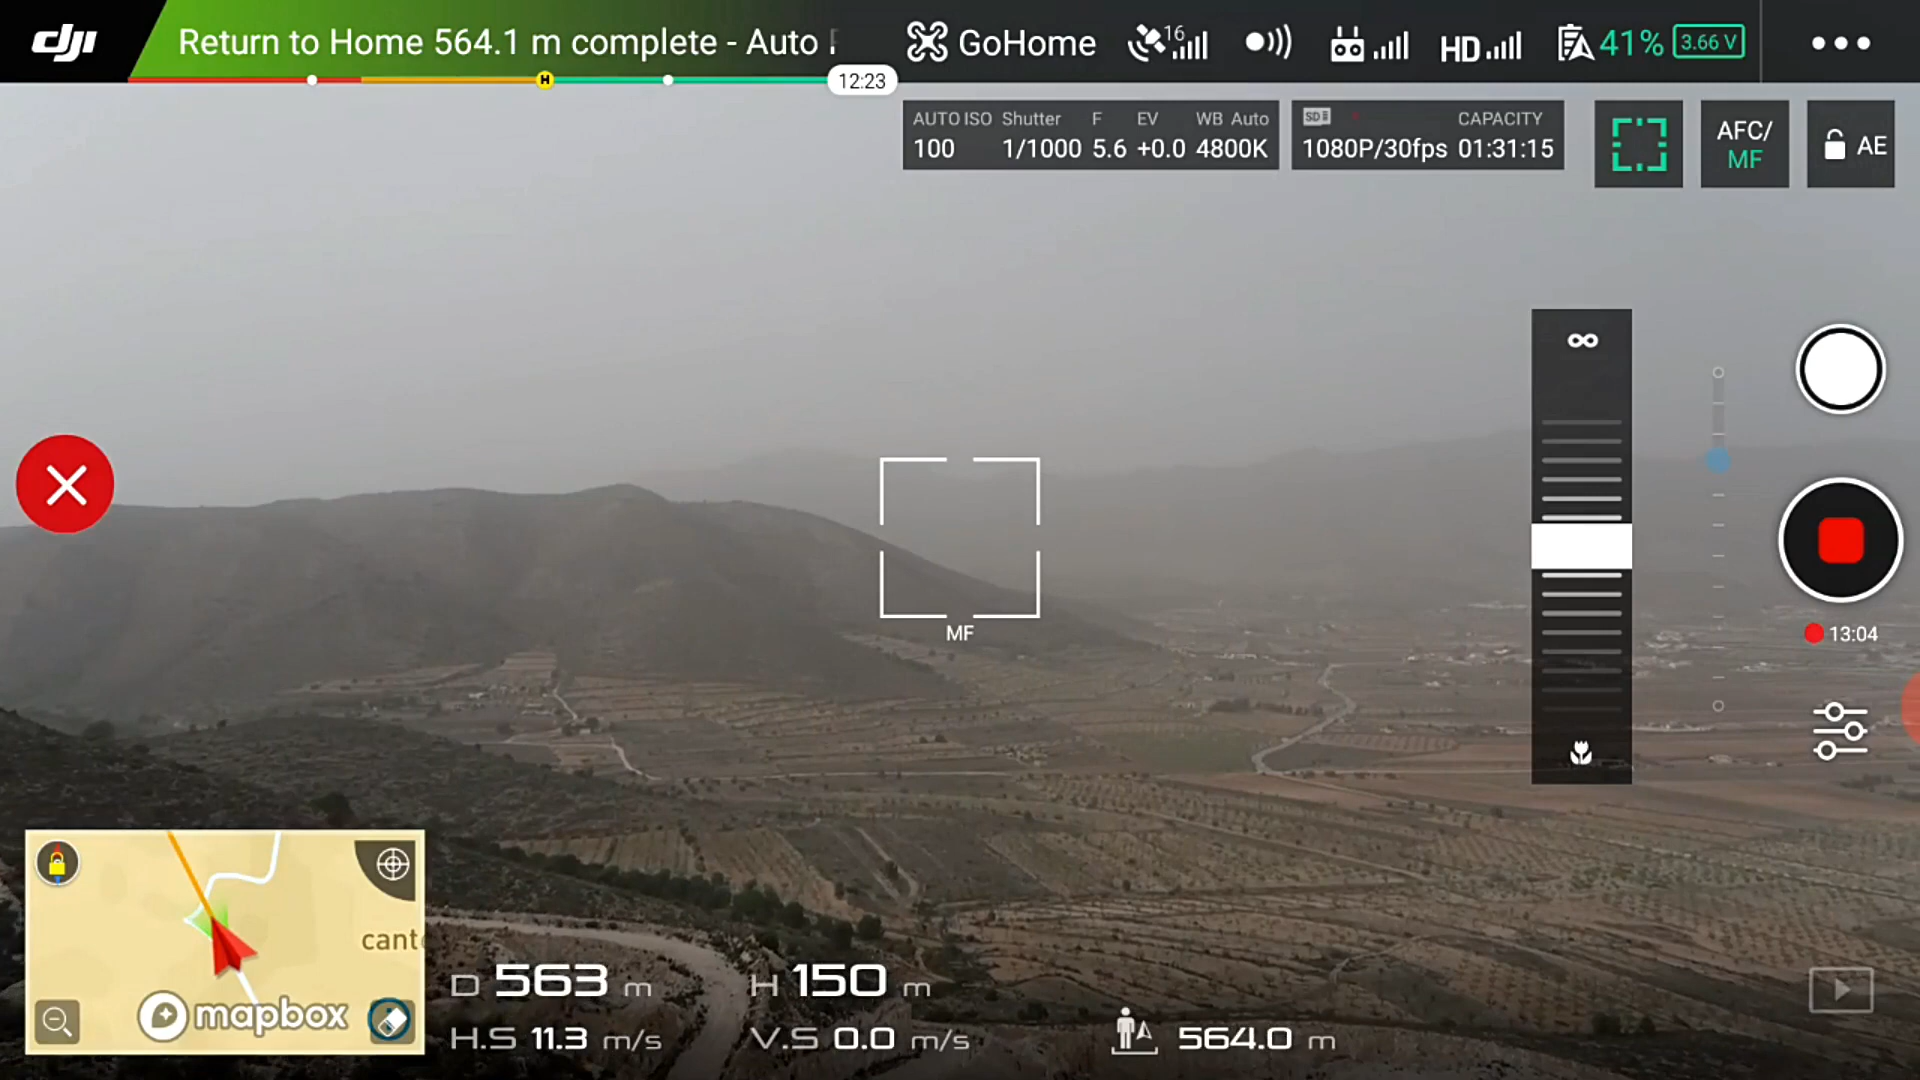 dji
Return to Home 564.1 m complete - Auto
GoHome
16
HD
41%
3.66 V
H
12:23
AUTO ISO Shutter F EV WB Auto
100 1/1000 5.6 +0.0 4800K
SD CAPACITY
1080P/30fps 01:31:15
AFC/
MF
AE
MF
13:04
cant
mapbox
D 563 m H 150 m
H.S 11.3 m/s V.S 0.0 m/s 564.0 m